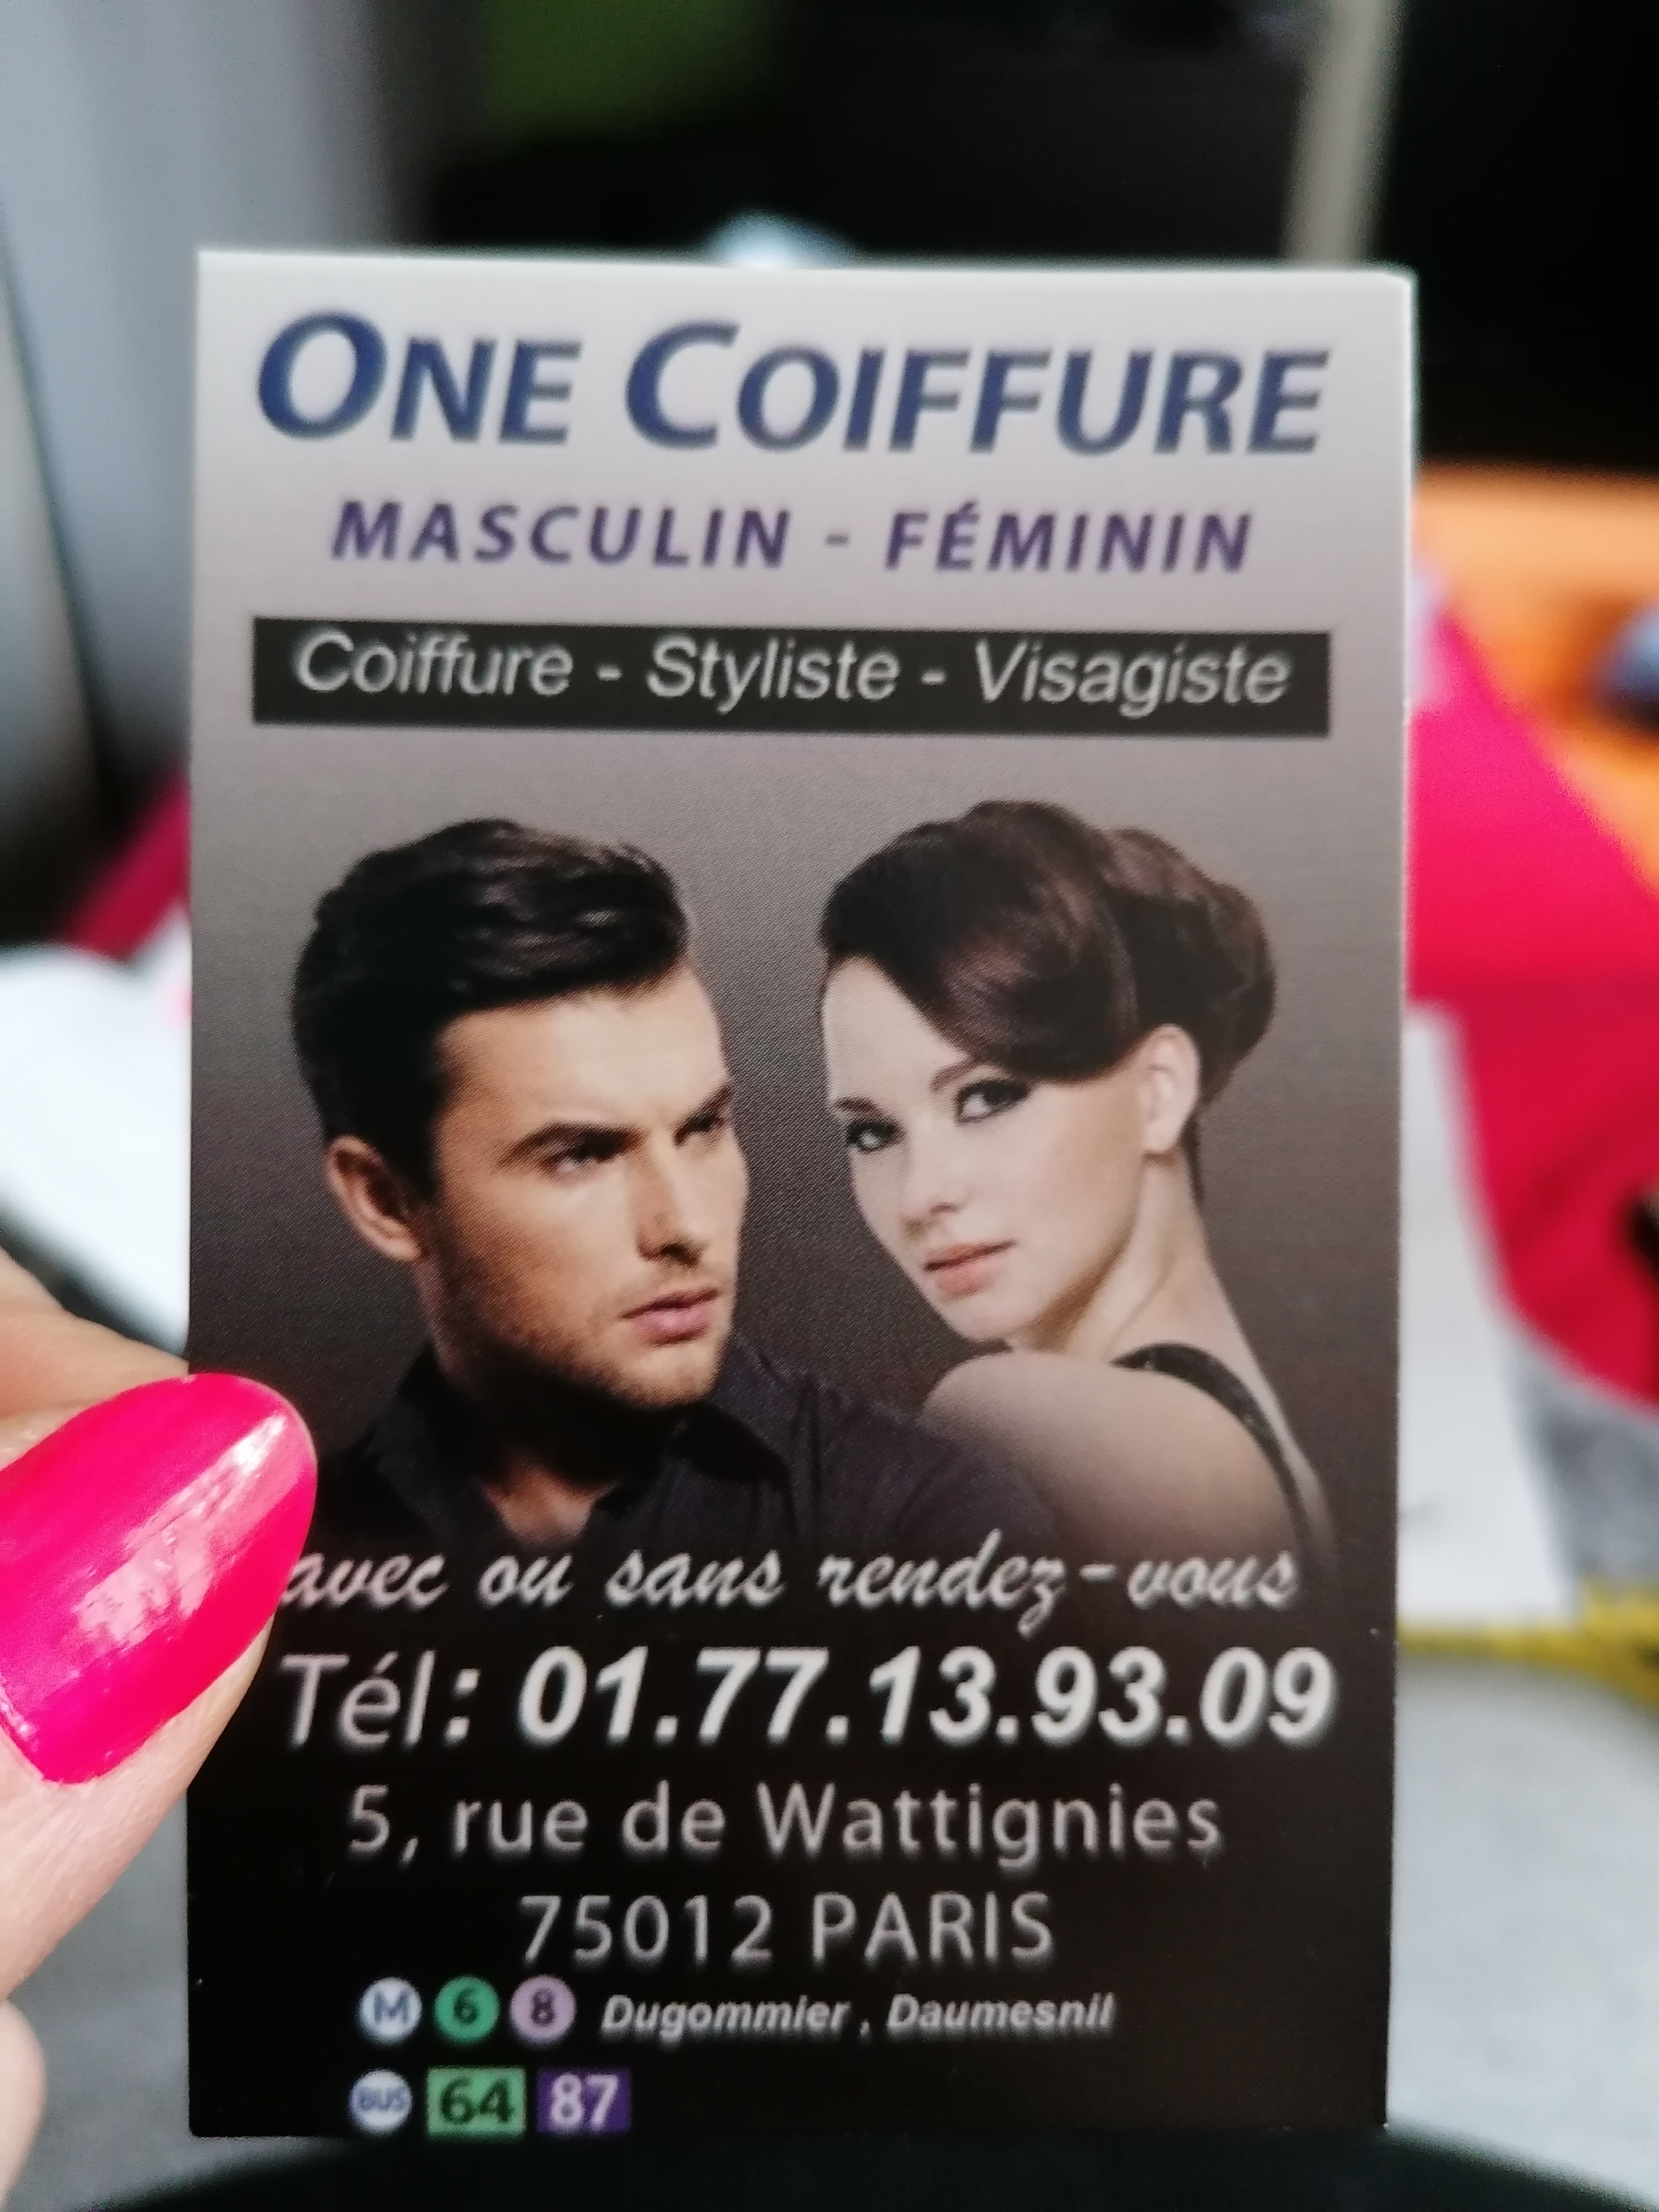 ONE COIFFURE
MASCULIN - FÉMININ
Coiffure - Styliste - Visagiste
avec ou sans rendez-vous
Tél: 01.77.13.93.09
5, rue de Wattignies
75012 PARIS
M 6 8 Dugommier , Daumesnil
BUS 64 87